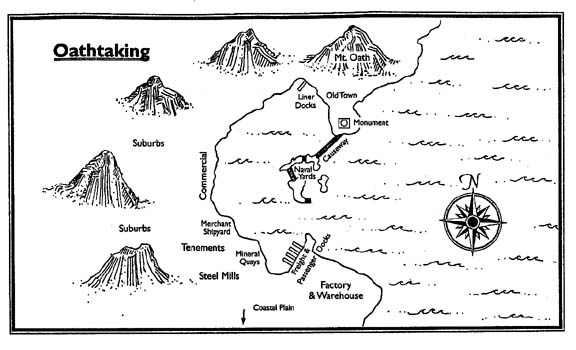 Oathtaking
Mt. Oath
Liner
Docks
Old Town
Monument
Causeway
Suburbs
Naval
Yards
Commercial
N
Merchant
Shipyard
Suburbs
Tenements
Mineral
Quays
Freight &
Passenger Docks
Steel Mills
Factory
& Warehouse
Coastal Plain